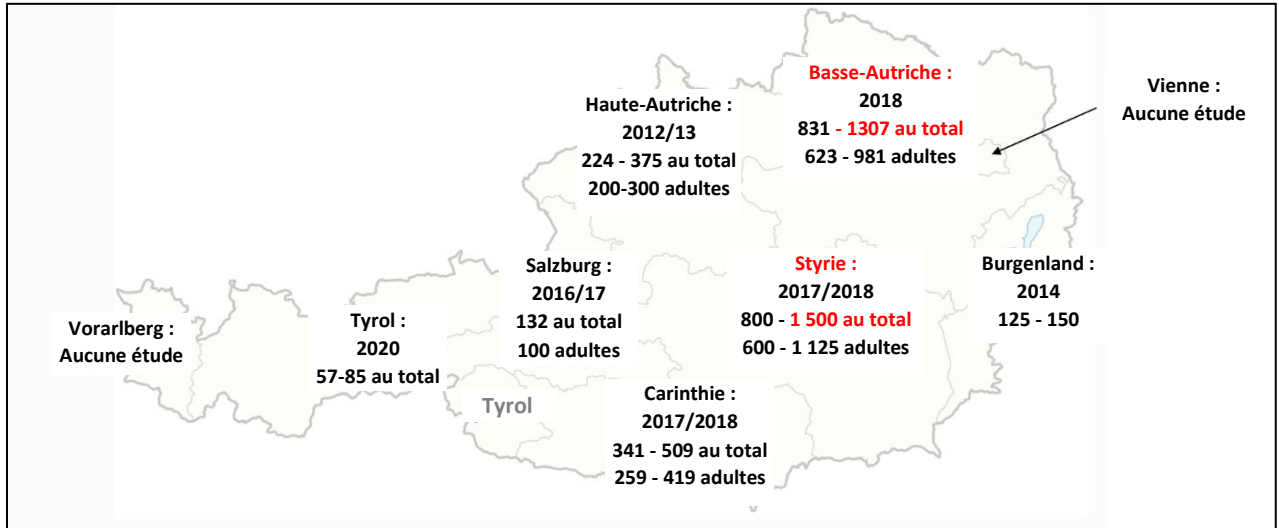 Basse-Autriche :
2018
831 - 1307 au total
623 - 981 adultes
Vienne :
Aucune étude
Haute-Autriche :
2012/13
224 - 375 au total
200-300 adultes
Salzburg :
2016/17
132 au total
100 adultes
Styrie :
2017/2018
800 - 1 500 au total
600 - 1 125 adultes
Burgenland :
2014
125 - 150
Vorarlberg :
Aucune étude
Tyrol :
2020
57-85 au total
Tyrol
Carinthie :
2017/2018
341 - 509 au total
259 - 419 adultes